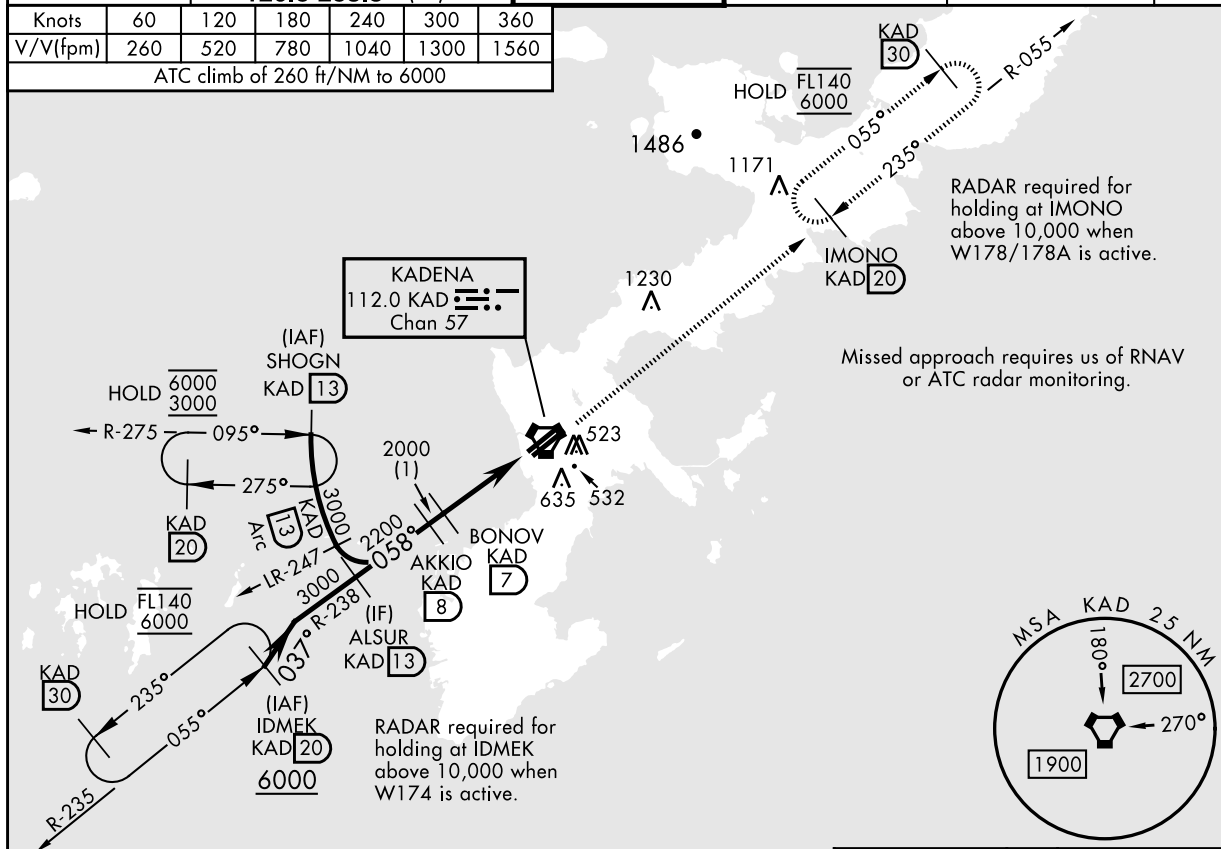 Knots 60 120 180 240 300 360
V/V(fpm) 260 520 780 1040 1300 1560
ATC climb of 260 ft/NM to 6000
KAD
30
R-055
HOLD FL140
6000
055°
235°
1486
1171
RADAR required for
holding at IMONO
above 10,000 when
W178/178A is active.
IMONO
KAD 20
1230
KADENA
112.0 KAD
Chan 57
Missed approach requires us of RNAV
or ATC radar monitoring.
(IAF)
SHOGN
KAD 13
HOLD 6000
3000
R-275
095°
275°
KAD
20
3000
KAD
13
Arc
LR-247
2000
(1)
523
635
532
2200
058°
3000
R-238
037°
AKKIO
KAD
8
BONOV
KAD
7
(IF)
ALSUR
KAD 13
HOLD FL140
6000
KAD
30
235°
055°
R-235
(IAF)
IDMEK
KAD 20
6000
RADAR required for
holding at IDMEK
above 10,000 when
W174 is active.
MSA KAD 25 NM
180°
2700
270°
1900